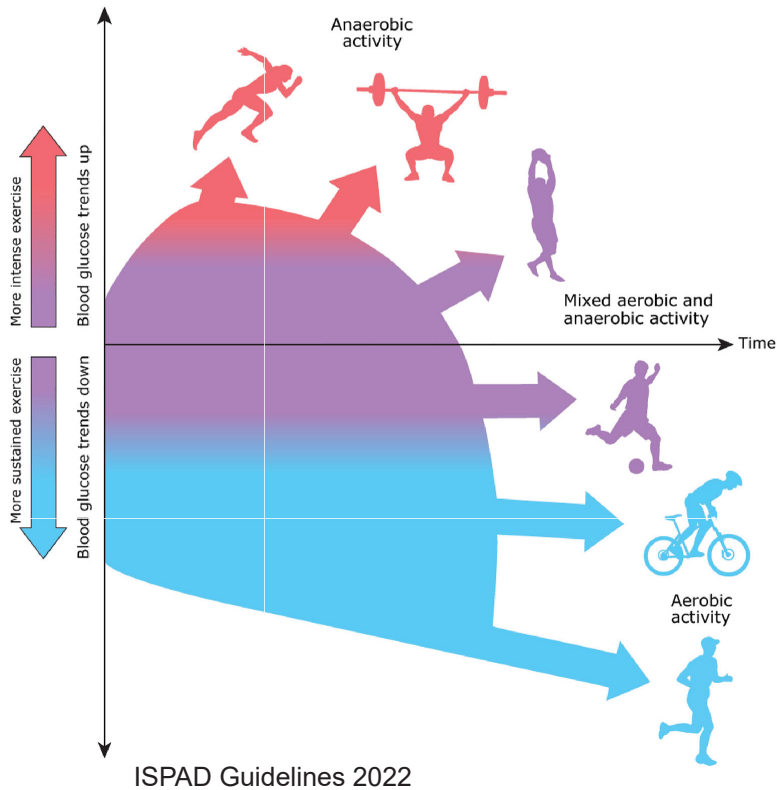 Anaerobic
activity
More intense exercise
Blood glucose trends up
Mixed aerobic and
anaerobic activity
Time
More sustained exercise
Blood glucose trends down
Aerobic
activity
ISPAD Guidelines 2022